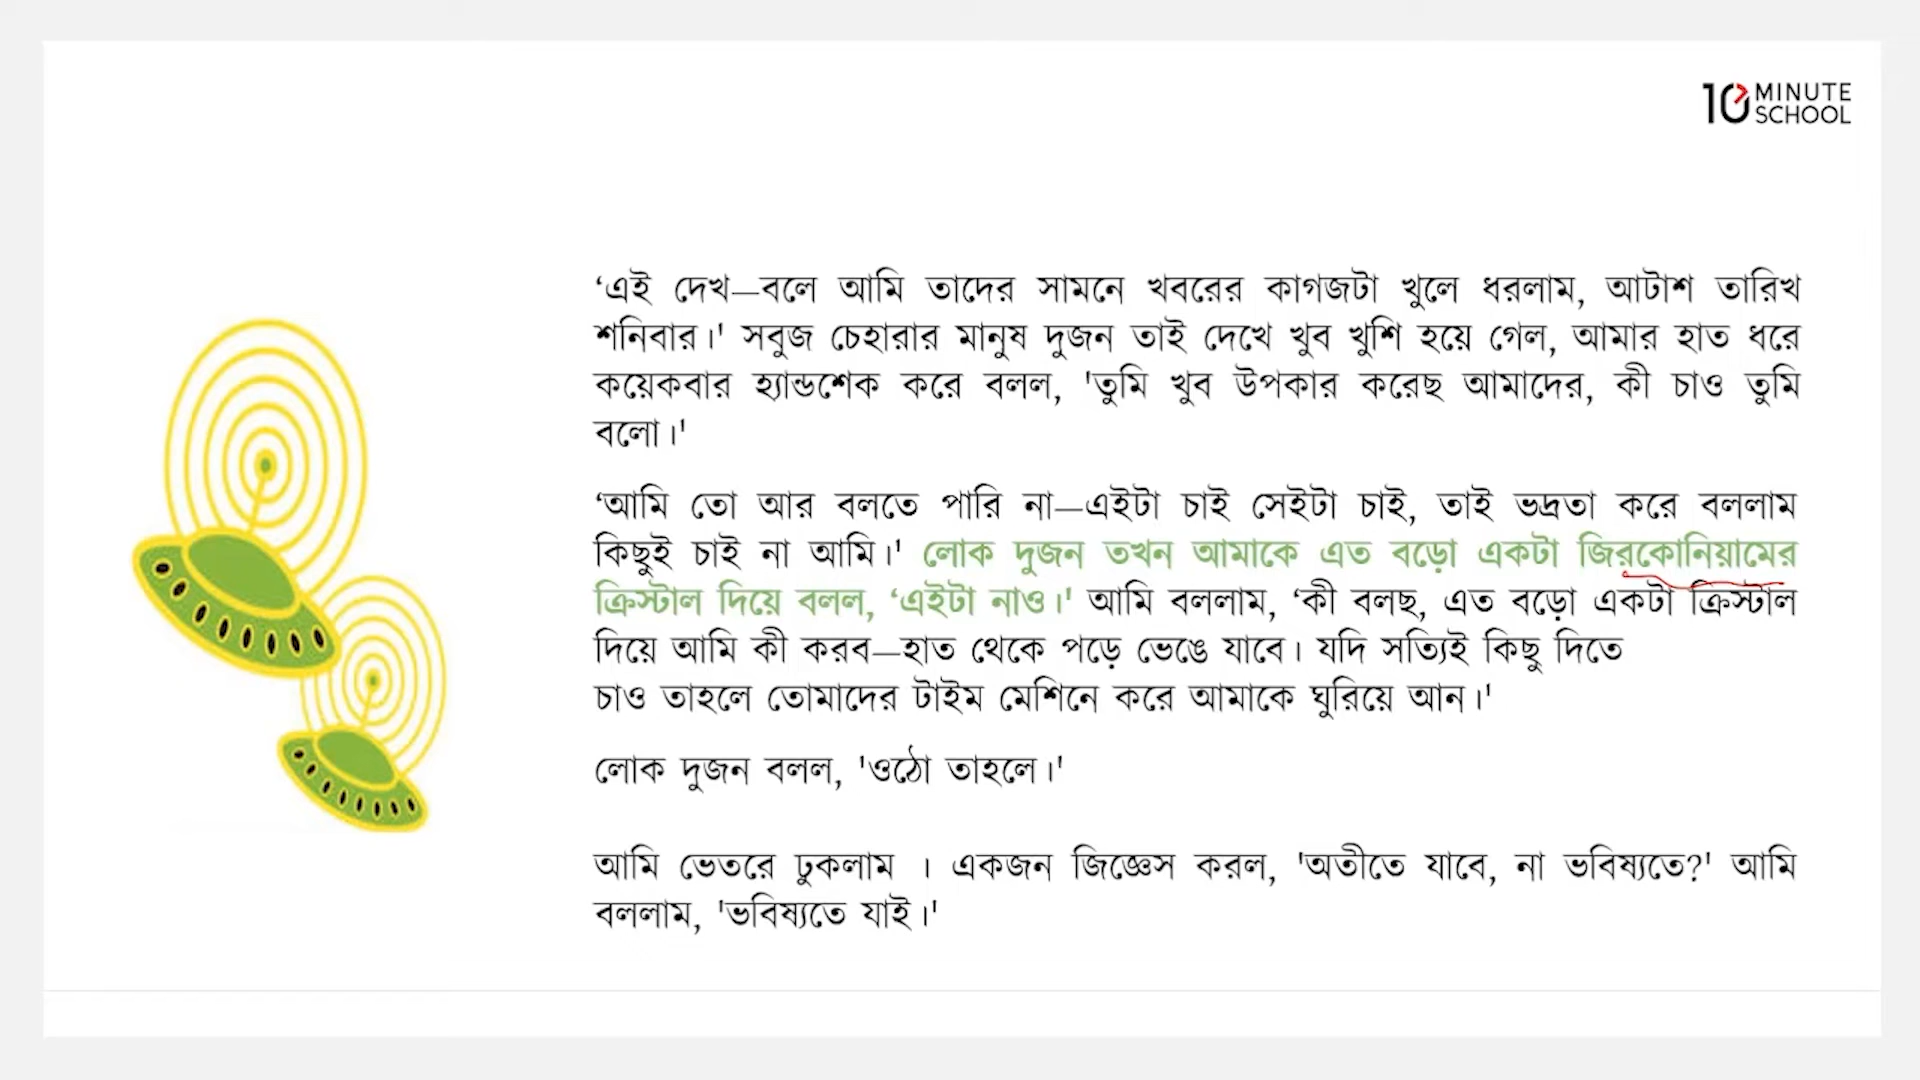 10 MINUTE
SCHOOL
‘এই দেখ—বলে আমি তাদের সামনে খবরের কাগজটা খুলে ধরলাম, আটাশ তারিখ
শনিবার।' সবুজ চেহারার মানুষ দুজন তাই দেখে খুব খুশি হয়ে গেল, আমার হাত ধরে
কয়েকবার হ্যান্ডশেক করে বলল, 'তুমি খুব উপকার করেছ আমাদের, কী চাও তুমি
বলো।'
‘আমি তো আর বলতে পারি না—এইটা চাই সেইটা চাই, তাই ভদ্রতা করে বললাম
কিছুই চাই না আমি।' লোক দুজন তখন আমাকে এত বড়ো একটা জিরকোনিয়ামের
ক্রিস্টাল দিয়ে বলল, ‘এইটা নাও।' আমি বললাম, ‘কী বলছ, এত বড়ো একটা ক্রিস্টাল
দিয়ে আমি কী করব—হাত থেকে পড়ে ভেঙে যাবে। যদি সত্যিই কিছু দিতে
চাও তাহলে তোমাদের টাইম মেশিনে করে আমাকে ঘুরিয়ে আন।'
লোক দুজন বলল, 'ওঠো তাহলে।'
আমি ভেতরে ঢুকলাম । একজন জিজ্ঞেস করল, 'অতীতে যাবে, না ভবিষ্যতে?' আমি
বললাম, 'ভবিষ্যতে যাই।'